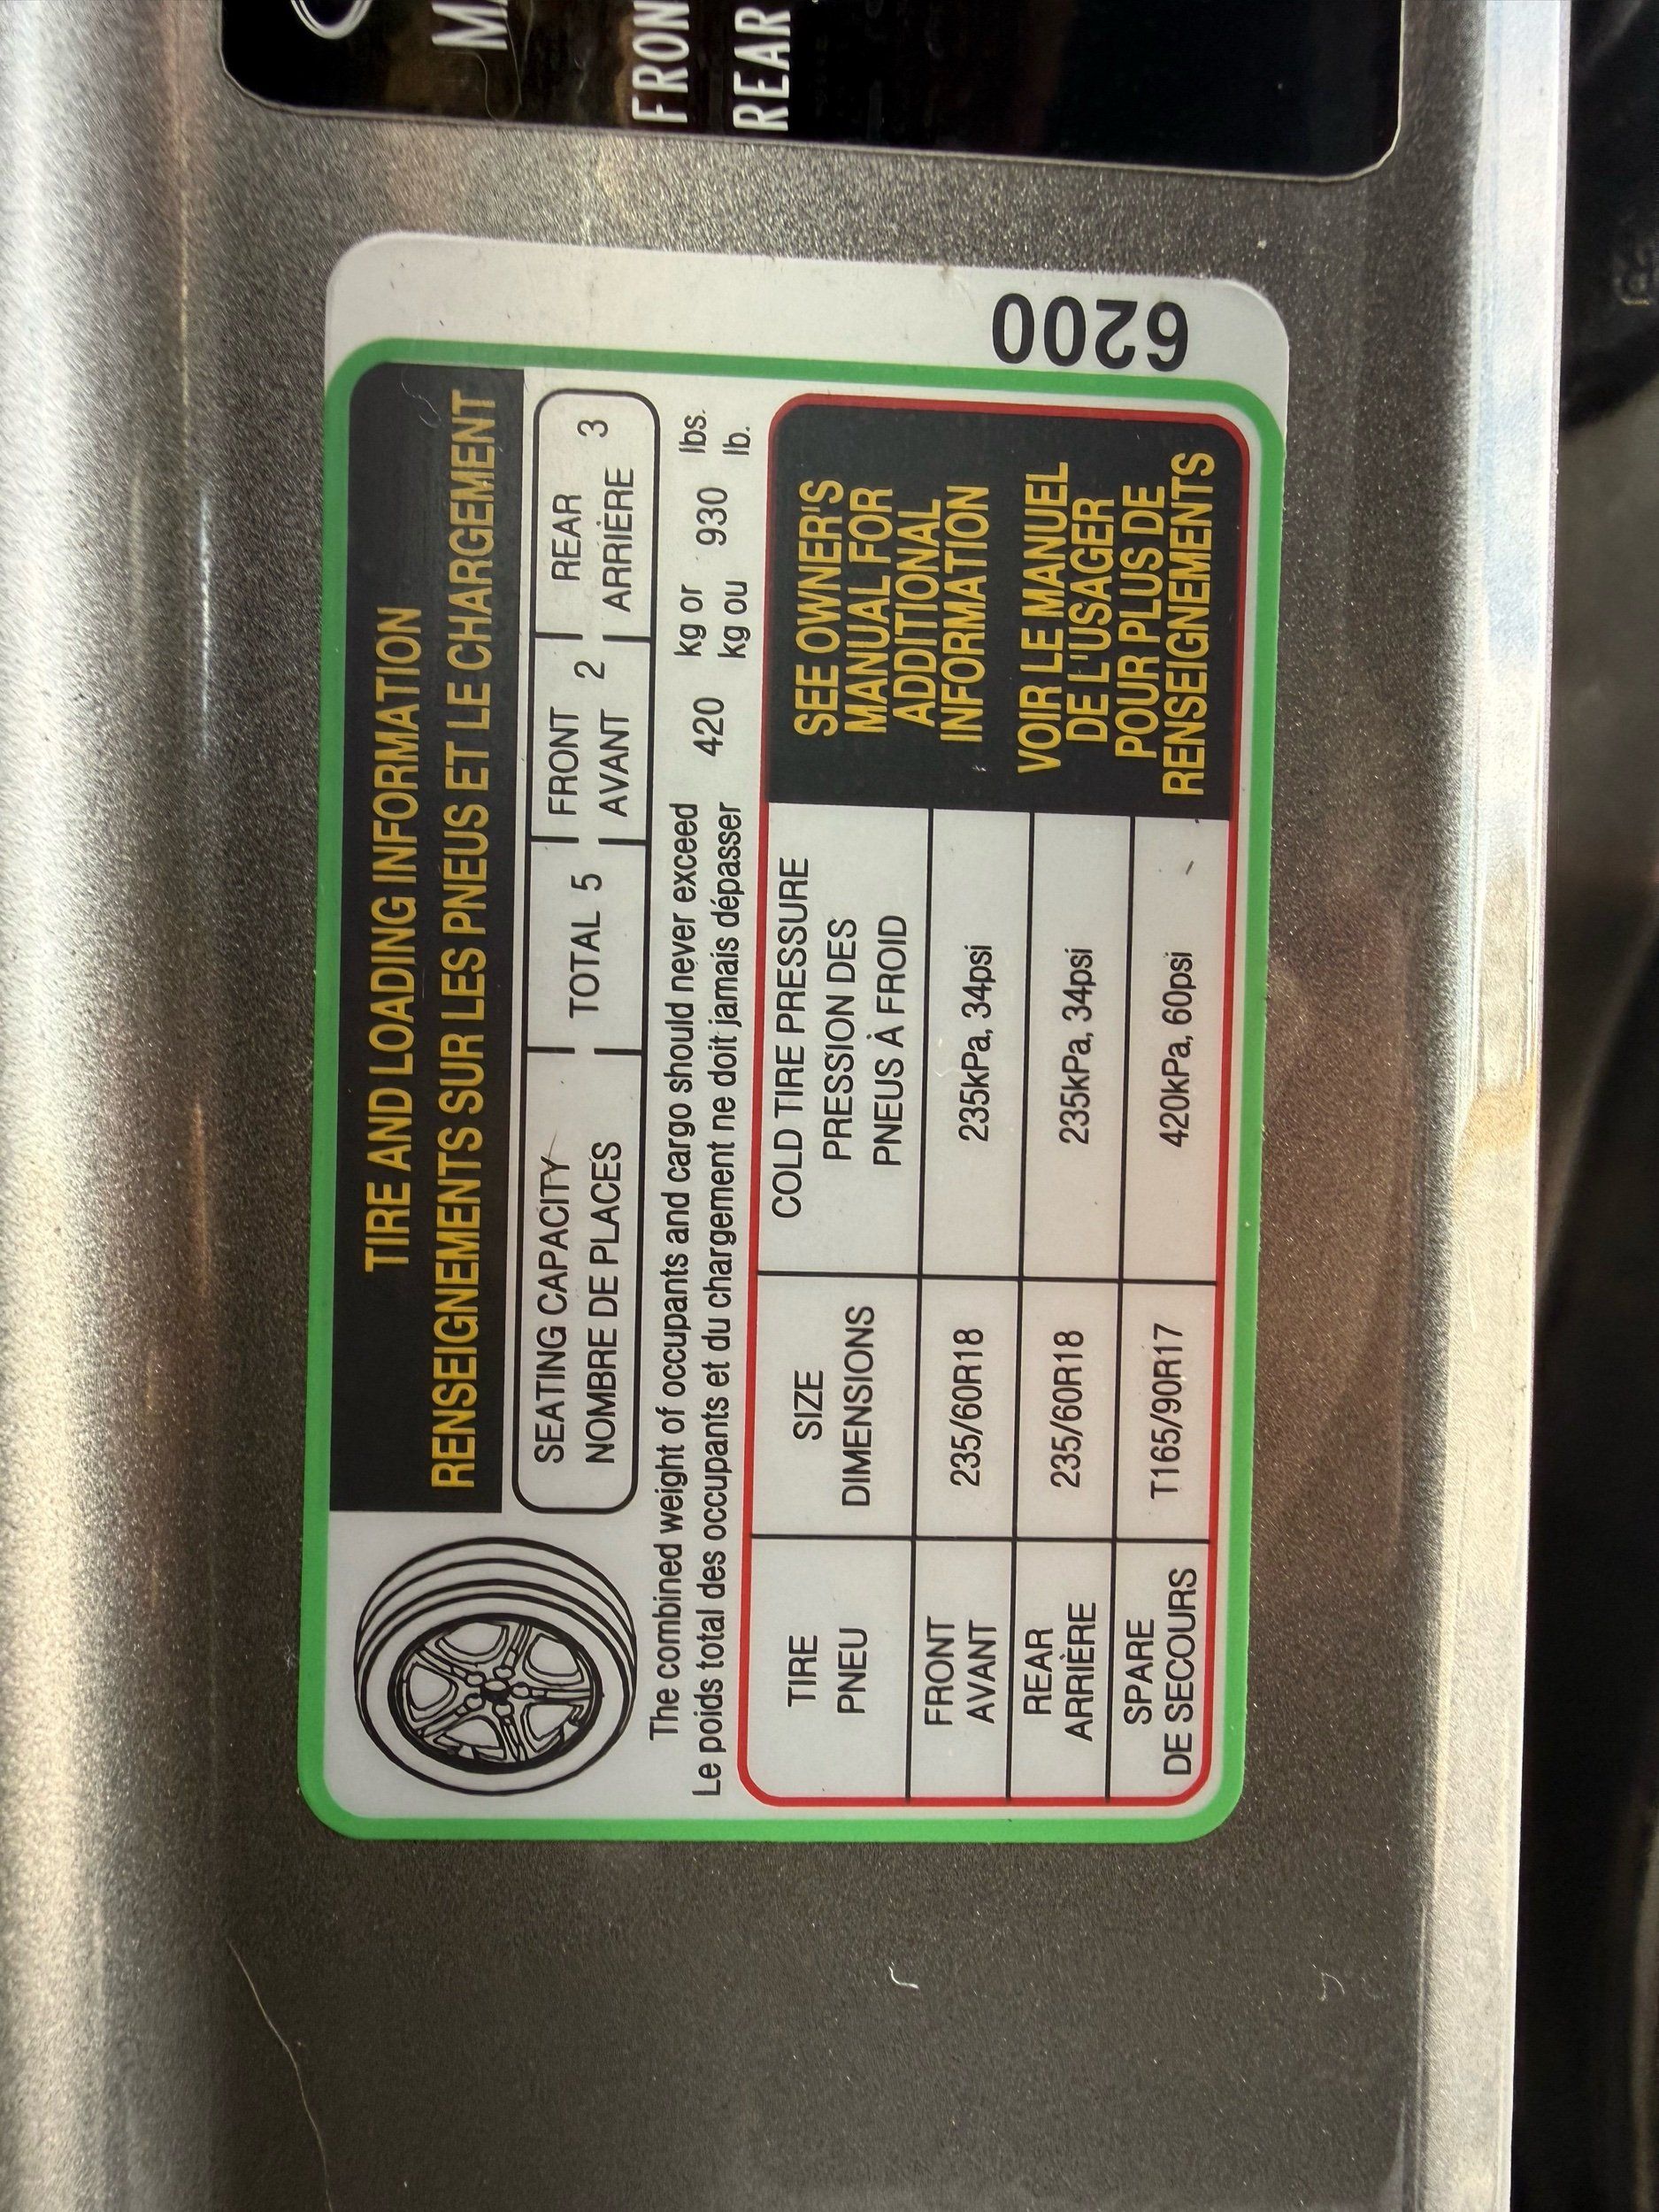 TIRE AND LOADING INFORMATION
RENSEIGNEMENTS SUR LES PNEUS ET LE CHARGEMENT
SEATING CAPACITY
NOMBRE DE PLACES
TOTAL 5
FRONT
AVANT 2
REAR
ARRIÈRE 3
The combined weight of occupants and cargo should never exceed 420 kg or 930 lbs.
Le poids total des occupants et du chargement ne doit jamais dépasser kg ou lb.
TIRE
PNEU
SIZE
DIMENSIONS
COLD TIRE PRESSURE
PRESSION DES
PNEUS À FROID
FRONT
AVANT
235/60R18
235kPa, 34psi
REAR
ARRIÈRE
235/60R18
235kPa, 34psi
SPARE
DE SECOURS
T165/90R17
420kPa, 60psi
SEE OWNER'S
MANUAL FOR
ADDITIONAL
INFORMATION
VOIR LE MANUEL
DE L'USAGER
POUR PLUS DE
RENSEIGNEMENTS
6200
FRON
REAR